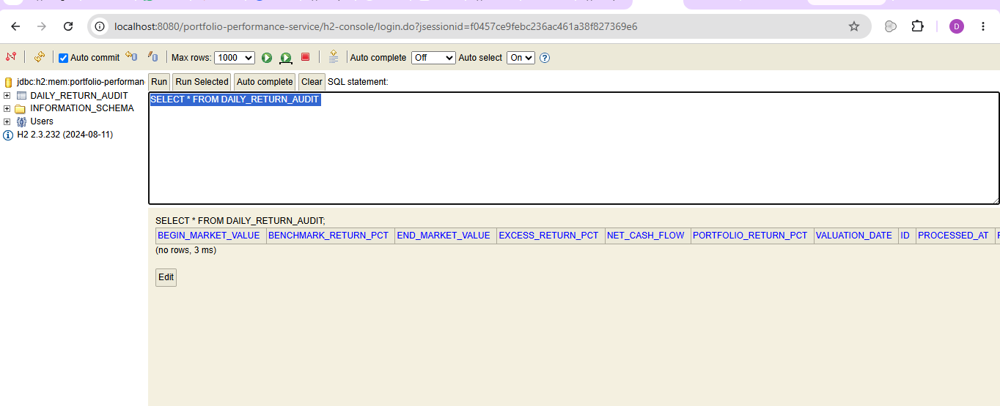 localhost:8080/portfolio-performance-service/h2-console/login.do?jsessionid=f0457ce9febc236ac461a38f827369e6
D
Auto commit Max rows: 1000 Auto complete Off Auto select On
jdbc:h2:mem:portfolio-performan
DAILY_RETURN_AUDIT
INFORMATION_SCHEMA
Users
H2 2.3.232 (2024-08-11)
Run Run Selected Auto complete Clear SQL statement:
SELECT * FROM DAILY_RETURN_AUDIT
SELECT * FROM DAILY_RETURN_AUDIT;
BEGIN_MARKET_VALUE BENCHMARK_RETURN_PCT END_MARKET_VALUE EXCESS_RETURN_PCT NET_CASH_FLOW PORTFOLIO_RETURN_PCT VALUATION_DATE ID PROCESSED_AT
(no rows, 3 ms)
Edit